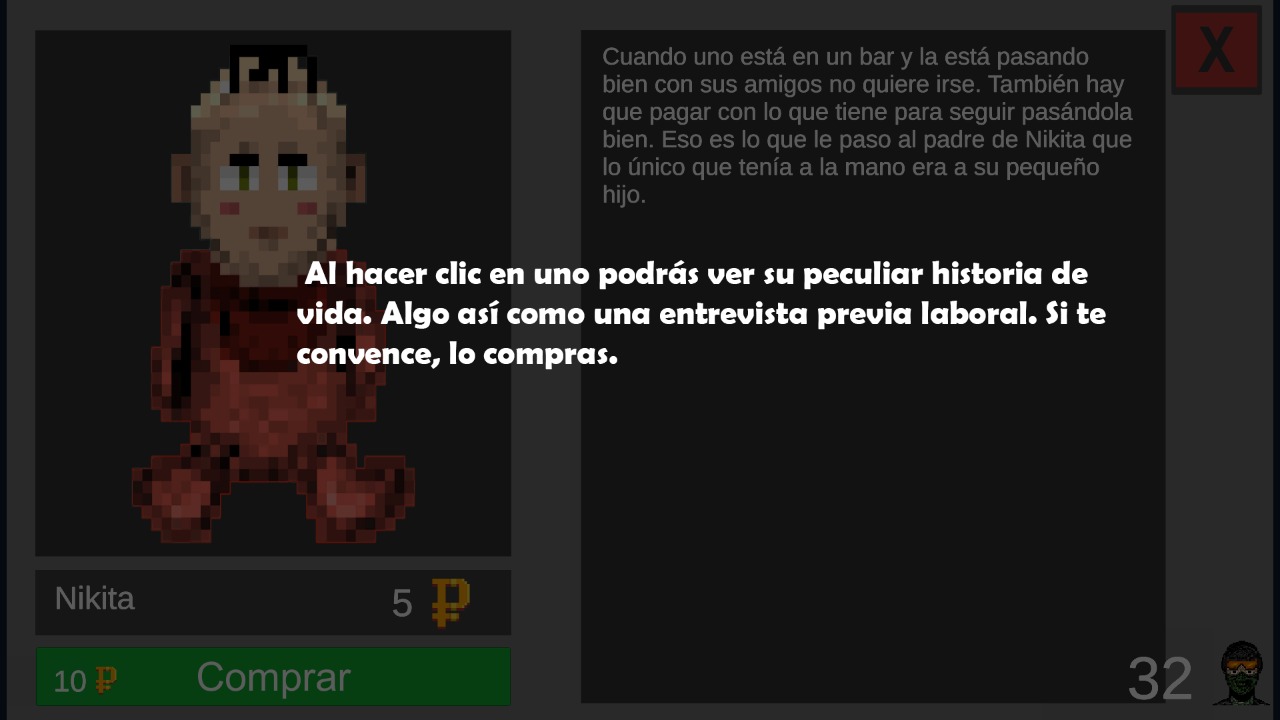 X
Cuando uno está en un bar y la está pasando
bien con sus amigos no quiere irse. También hay
que pagar con lo que tiene para seguir pasándola
bien. Eso es lo que le paso al padre de Nikita que
lo único que tenía a la mano era a su pequeño
hijo.
Al hacer clic en uno podrás ver su peculiar historia de
vida. Algo así como una entrevista previa laboral. Si te
convence, lo compras.
Nikita 5 ₽
10 ₽ Comprar
32